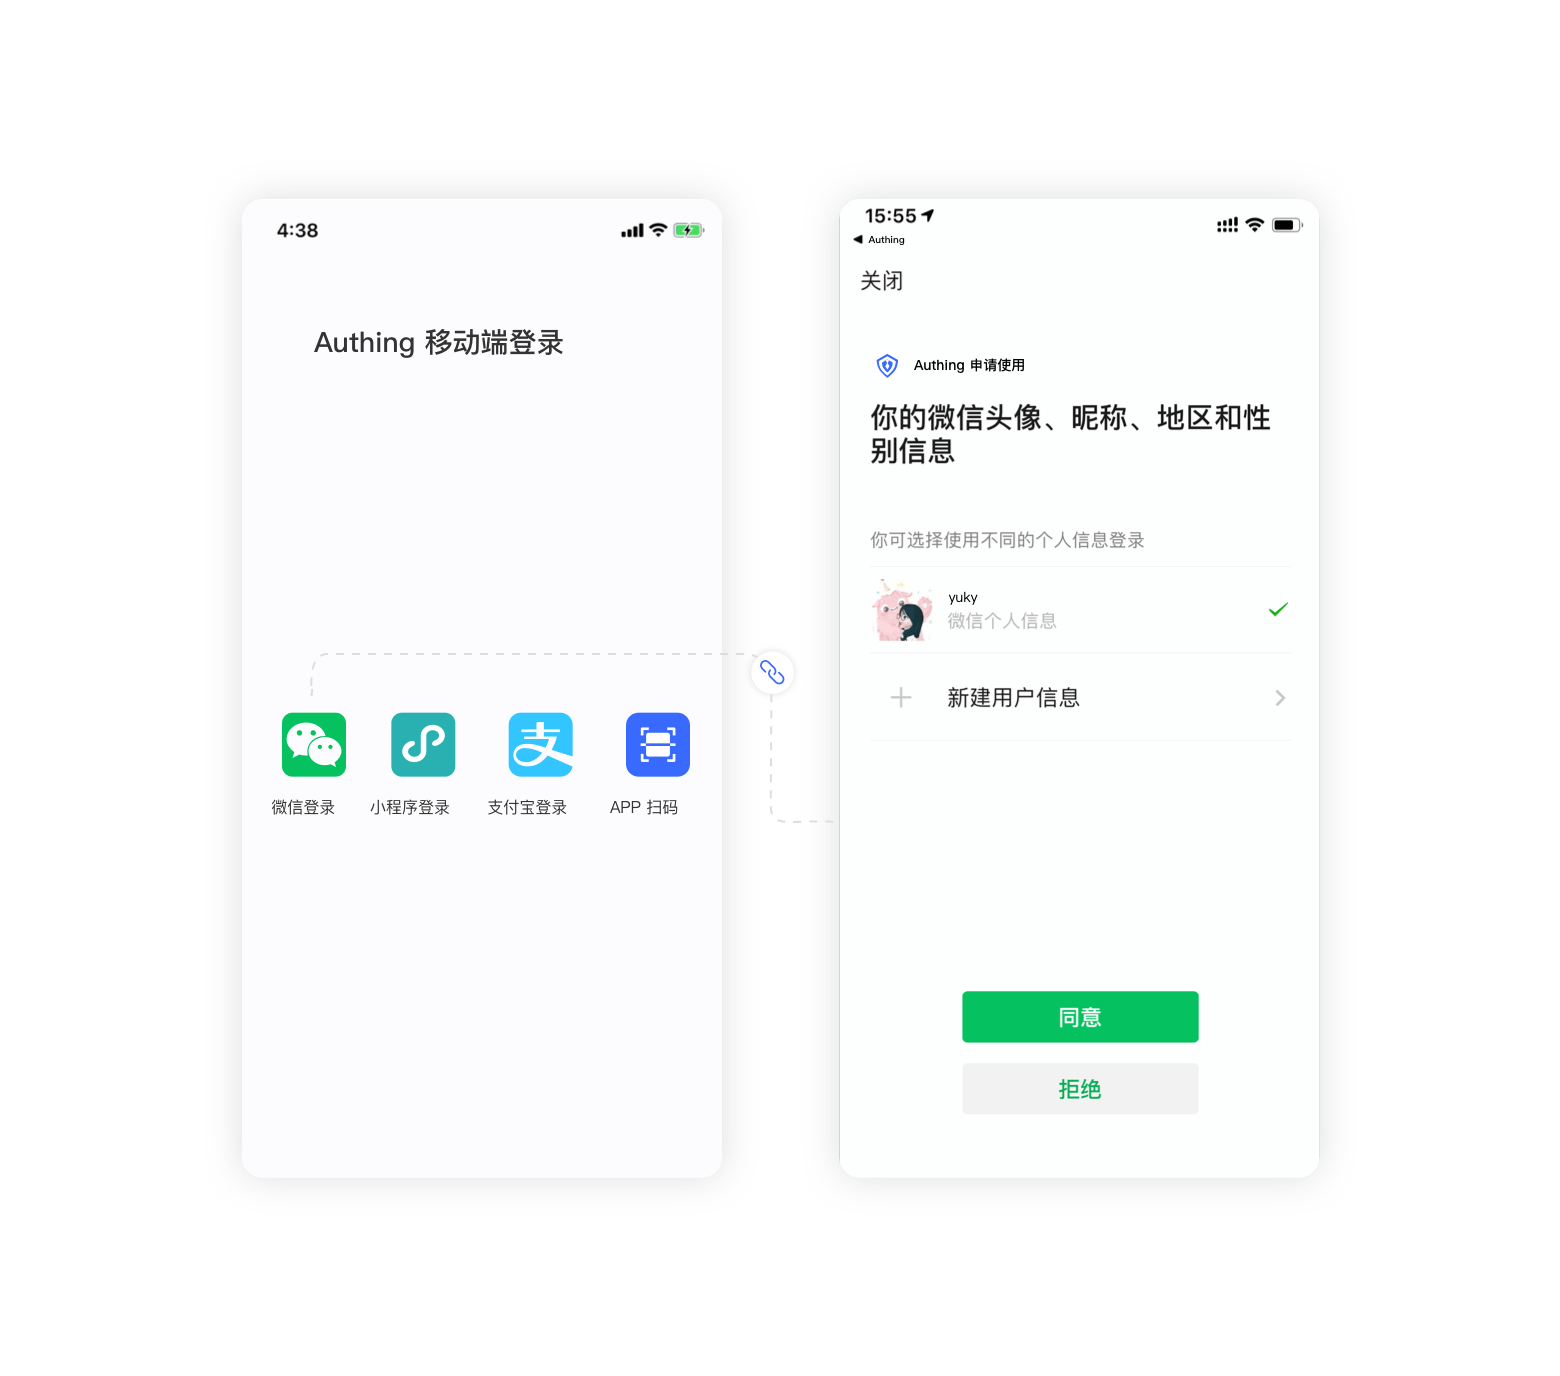 4:38
Authing 移动端登录
微信登录
小程序登录
支付宝登录
APP 扫码
15:55
Authing
关闭
Authing 申请使用
你的微信头像、昵称、地区和性
别信息
你可选择使用不同的个人信息登录
yuky
微信个人信息
新建用户信息
同意
拒绝